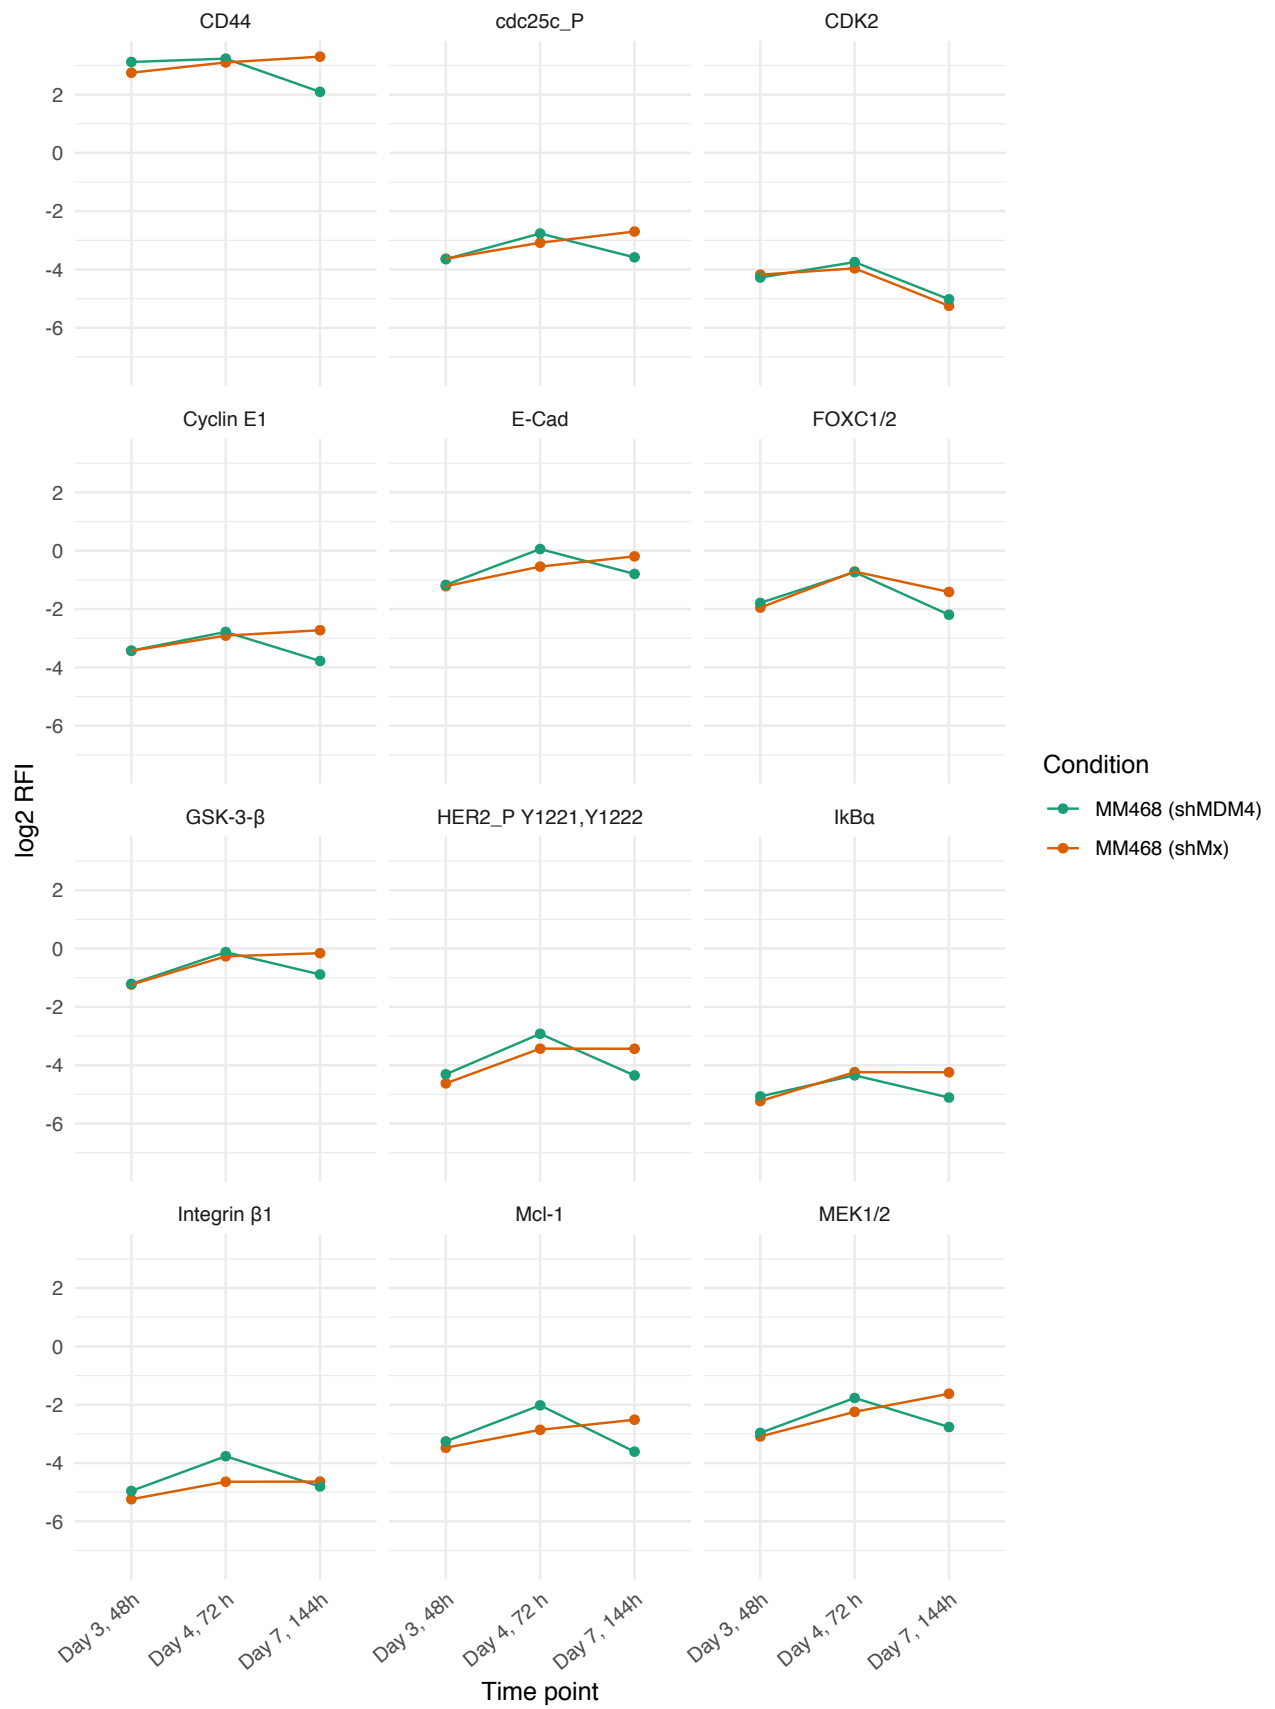 CD44 cdc25c_P CDK2
2
0
-2
-4
-6
Cyclin E1 E-Cad FOXC1/2
2
0
-2
-4
-6
GSK-3-β HER2_P Y1221,Y1222 IkBα
2
0
-2
-4
-6
Integrin β1 Mcl-1 MEK1/2
2
0
-2
-4
-6
Day 3, 48h Day 4, 72 h Day 7, 144h Day 3, 48h Day 4, 72 h Day 7, 144h Day 3, 48h Day 4, 72 h Day 7, 144h
Time point
log2 RFI
Condition
MM468 (shMDM4)
MM468 (shMx)